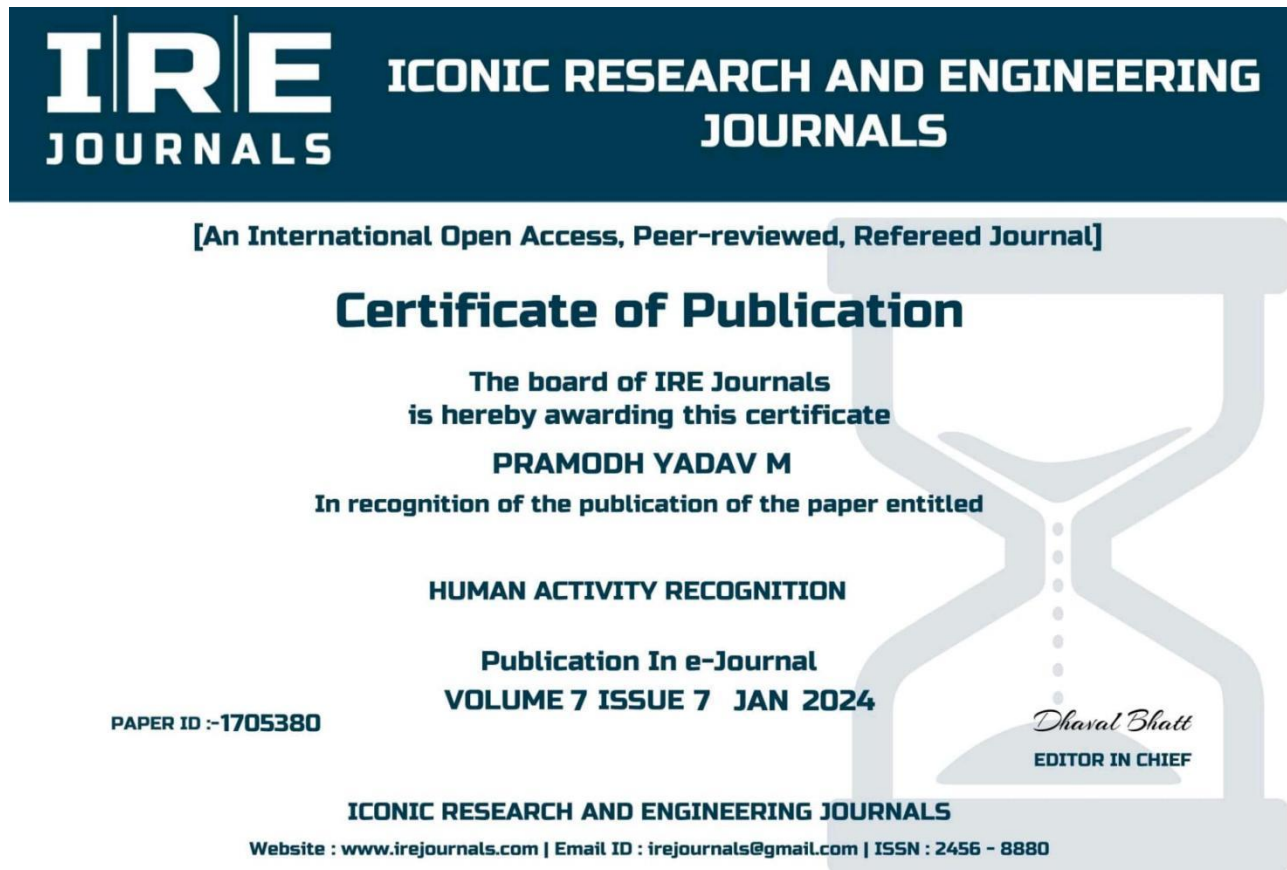 IRE
JOURNALS
ICONIC RESEARCH AND ENGINEERING
JOURNALS
[An International Open Access, Peer-reviewed, Refereed Journal]
Certificate of Publication
The board of IRE Journals
is hereby awarding this certificate
PRAMODH YADAV M
In recognition of the publication of the paper entitled
HUMAN ACTIVITY RECOGNITION
Publication In e-Journal
VOLUME 7 ISSUE 7 JAN 2024
PAPER ID :-1705380
Dhaval Bhatt
EDITOR IN CHIEF
ICONIC RESEARCH AND ENGINEERING JOURNALS
Website : www.irejournals.com | Email ID : irejournals@gmail.com | ISSN : 2456 - 8880